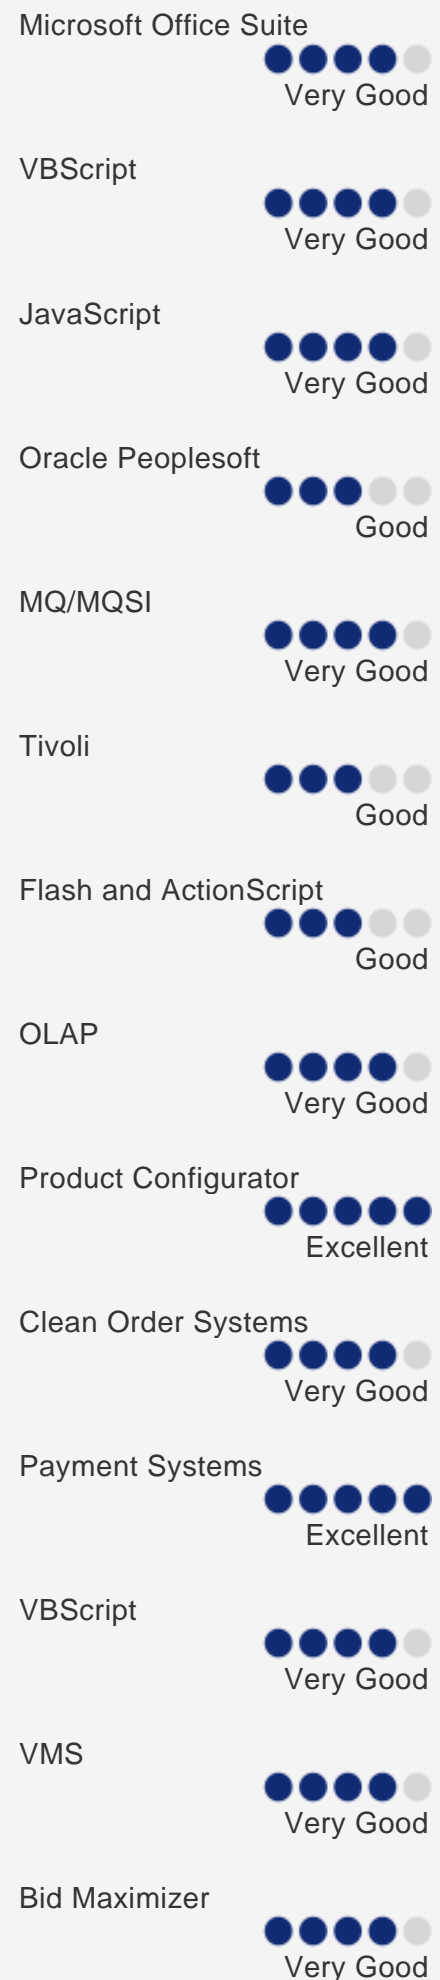 Microsoft Office Suite
Very Good
VBScript
Very Good
JavaScript
Very Good
Oracle Peoplesoft
Good
MQ/MQSI
Very Good
Tivoli
Good
Flash and ActionScript
Good
OLAP
Very Good
Product Configurator
Excellent
Clean Order Systems
Very Good
Payment Systems
Excellent
VBScript
Very Good
VMS
Very Good
Bid Maximizer
Very Good